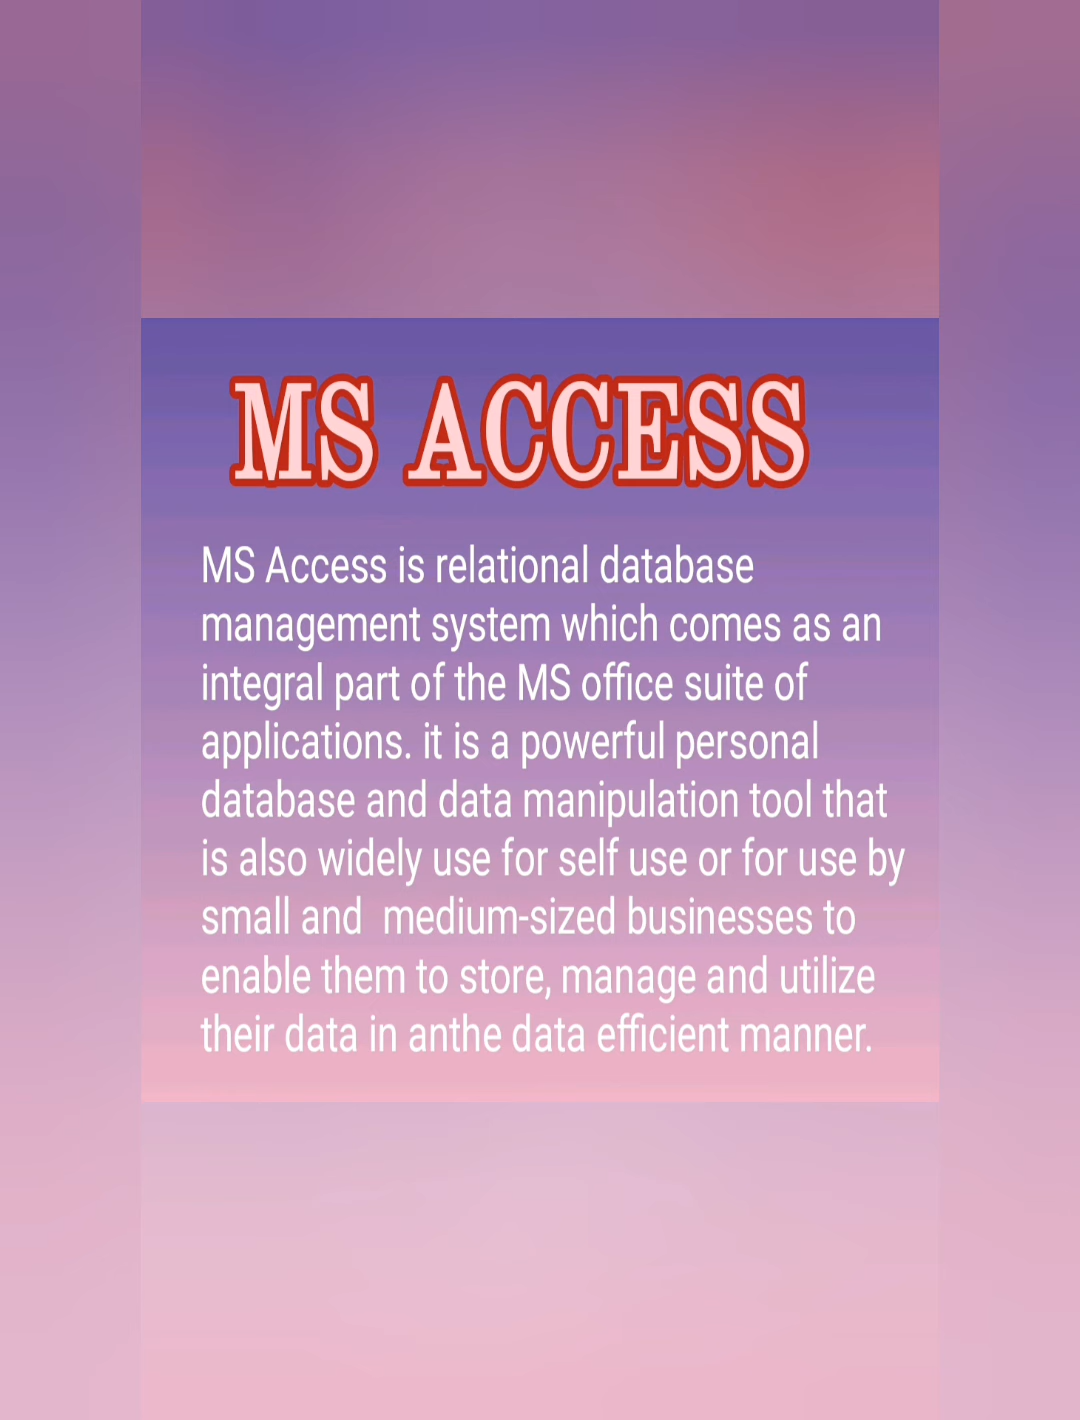 MS ACCESS
MS Access is relational database
management system which comes as an
integral part of the MS office suite of
applications. it is a powerful personal
database and data manipulation tool that
is also widely use for self use or for use by
small and  medium-sized businesses to
enable them to store, manage and utilize
their data in anthe data efficient manner.